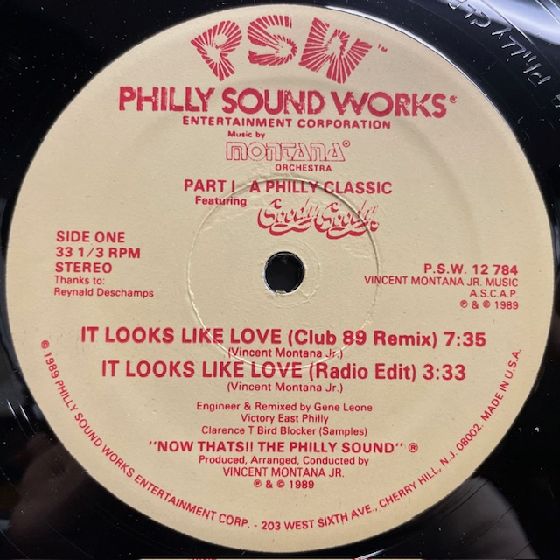 PSW™
PHILLY SOUND WORKS®
ENTERTAINMENT CORPORATION
Music by
MONTANA®
ORCHESTRA
PART I A PHILLY CLASSIC
Featuring Goody Goody
SIDE ONE
33 1/3 RPM
STEREO
Thanks to:
Reynald Deschamps
P.S.W. 12 784
VINCENT MONTANA JR. MUSIC
A.S.C.A.P.
℗ & © 1989
IT LOOKS LIKE LOVE (Club 89 Remix) 7:35
(Vincent Montana Jr.)
IT LOOKS LIKE LOVE (Radio Edit) 3:33
(Vincent Montana Jr.)
Engineer & Remixed by Gene Leone
Victory East Philly
Clarence T Bird Blocker (Samples)
"NOW THATS!! THE PHILLY SOUND" ®
Produced, Arranged, Conducted by
VINCENT MONTANA JR.
℗ & © 1989
© 1989 PHILLY SOUND WORKS ENTERTAINMENT CORP. - 203 WEST SIXTH AVE., CHERRY HILL, N.J. 08002. MADE IN U.S.A.